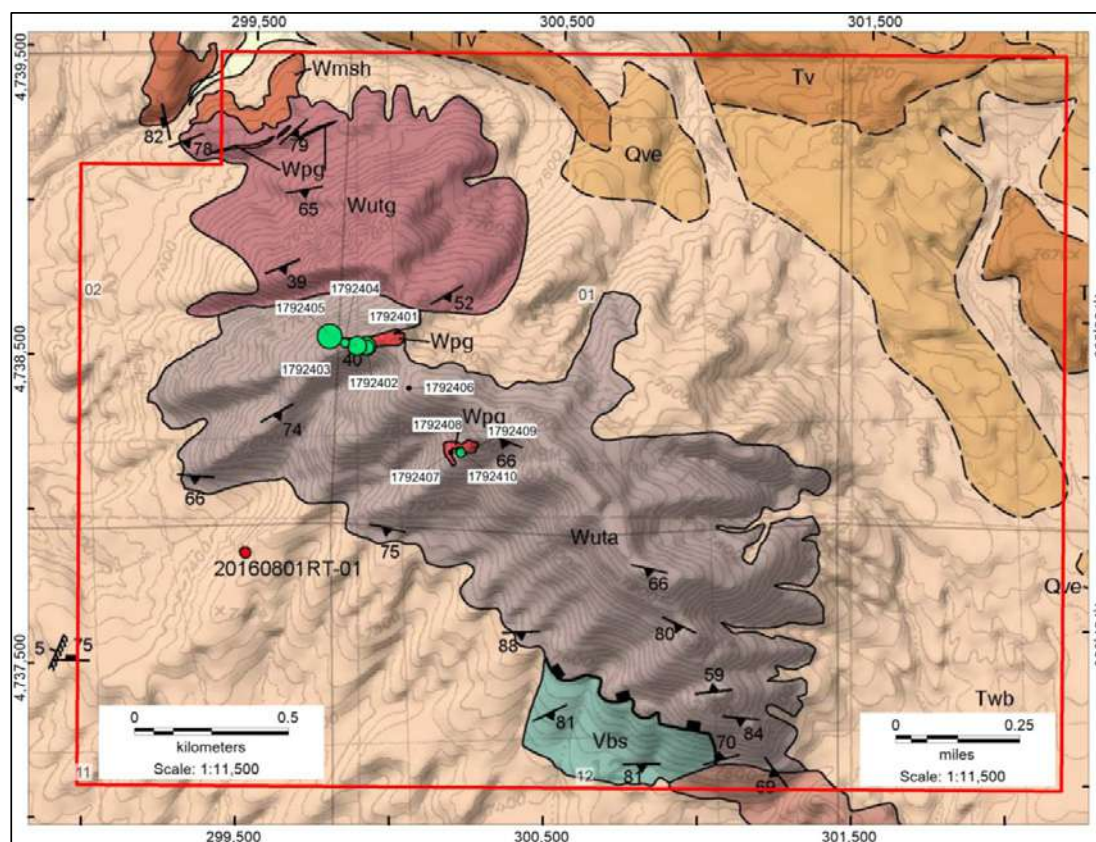 299,500 300,500 301,500
4,739,500
Tv
Wmsh
Tv
82
78
79
Qve
Wpg
7800
65
Wutg
39
02
1792404
52
01
1792405
1792401
4,738,500
Wpg
40
1792403
1792402
1792406
Wpg
74
1792408
1792409
66
1792407
1792410
66
75
Wuta
20160801RT-01
66
Qve
80
88
5 75
4,737,500
59
0 0.5
kilometers
Scale: 1:11,500
81
Vbs
84
70
Twb
0 0.25
miles
Scale: 1:11,500
11
12
81
69
299,500 300,500 301,500